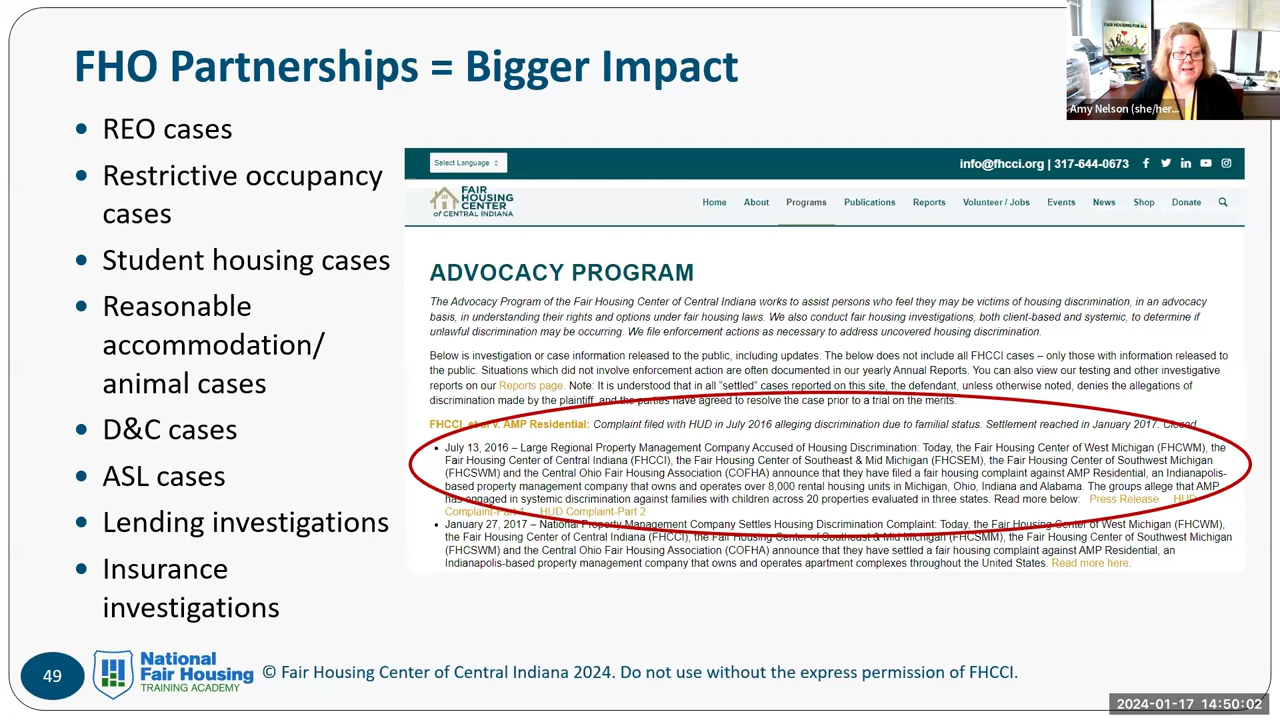 FHO Partnerships = Bigger Impact
FAIR HOUSING FOR ALL
Amy Nelson (she/her...
• REO cases
• Restrictive occupancy
cases
• Student housing cases
• Reasonable
accommodation/
animal cases
• D&C cases
• ASL cases
• Lending investigations
• Insurance
investigations
Select Language
info@fhcci.org | 317-644-0673
FAIR
HOUSING
CENTER
of CENTRAL INDIANA
Home About Programs Publications Reports Volunteer / Jobs Events News Shop Donate
ADVOCACY PROGRAM
The Advocacy Program of the Fair Housing Center of Central Indiana works to assist persons who feel they may be victims of housing discrimination, in an advocacy
basis, in understanding their rights and options under fair housing laws. We also conduct fair housing investigations, both client-based and systemic, to determine if
unlawful discrimination may be occurring. We file enforcement actions as necessary to address uncovered housing discrimination.
Below is investigation or case information released to the public, including updates. The below does not include all FHCCI cases – only those with information released to
the public. Situations which did not involve enforcement action are often documented in our yearly Annual Reports. You can also view our testing and other investigative
reports on our Reports page. Note: It is understood that in all "settled" cases reported on this site, the defendant, unless otherwise noted, denies the allegations of
discrimination made by the plaintiff, and the parties have agreed to resolve the case prior to a trial on the merits.
FHCCI, et al v. AMP Residential: Complaint filed with HUD in July 2016 alleging discrimination due to familial status. Settlement reached in January 2017. Closed
• July 13, 2016 – Large Regional Property Management Company Accused of Housing Discrimination: Today, the Fair Housing Center of West Michigan (FHCWM), the
Fair Housing Center of Central Indiana (FHCCI), the Fair Housing Center of Southeast & Mid Michigan (FHCSEM), the Fair Housing Center of Southwest Michigan
(FHCSWM) and the Central Ohio Fair Housing Association (COFHA) announce that they have filed a fair housing complaint against AMP Residential, an Indianapolis-
based property management company that owns and operates over 8,000 rental housing units in Michigan, Ohio, Indiana and Alabama. The groups allege that AMP
has engaged in systemic discrimination against families with children across 20 properties evaluated in three states. Read more below: Press Release HUD
Complaint-Part 1 HUD Complaint-Part 2
• January 27, 2017 – National Property Management Company Settles Housing Discrimination Complaint: Today, the Fair Housing Center of West Michigan (FHCWM),
the Fair Housing Center of Central Indiana (FHCCI), the Fair Housing Center of Southeast & Mid Michigan (FHCSMM), the Fair Housing Center of Southwest Michigan
(FHCSWM) and the Central Ohio Fair Housing Association (COFHA) announce that they have settled a fair housing complaint against AMP Residential, an
Indianapolis-based property management company that owns and operates apartment complexes throughout the United States. Read more here.
49
National
Fair Housing
TRAINING ACADEMY
© Fair Housing Center of Central Indiana 2024. Do not use without the express permission of FHCCI.
2024-01-17 14:50:02